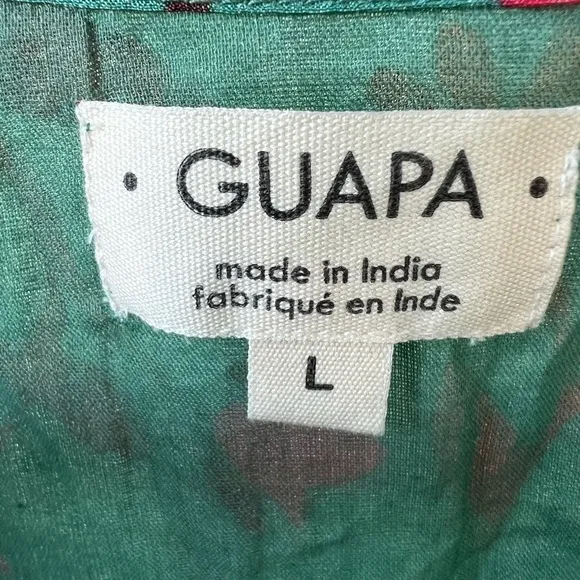 • GUAPA •
made in India
fabriqué en Inde
L